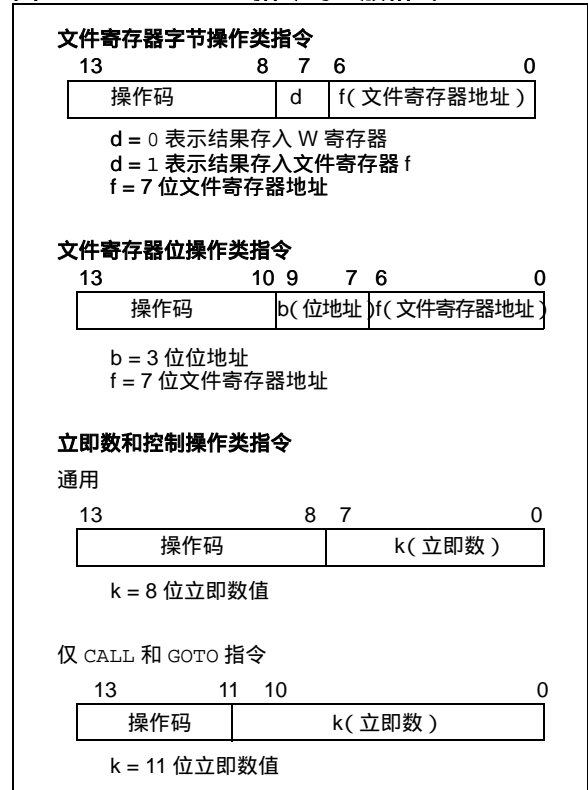 文件寄存器字节操作类指令
13 8 7 6 0
操作码 d f( 文件寄存器地址 )
d = 0 表示结果存入 W 寄存器
d = 1 表示结果存入文件寄存器 f
f = 7 位文件寄存器地址
文件寄存器位操作类指令
13 10 9 7 6 0
操作码 b( 位地址 ) f( 文件寄存器地址 )
b = 3 位位地址
f = 7 位文件寄存器地址
立即数和控制操作类指令
通用
13 8 7 0
操作码 k( 立即数 )
k = 8 位立即数值
仅 CALL 和 GOTO 指令
13 11 10 0
操作码 k( 立即数 )
k = 11 位立即数值